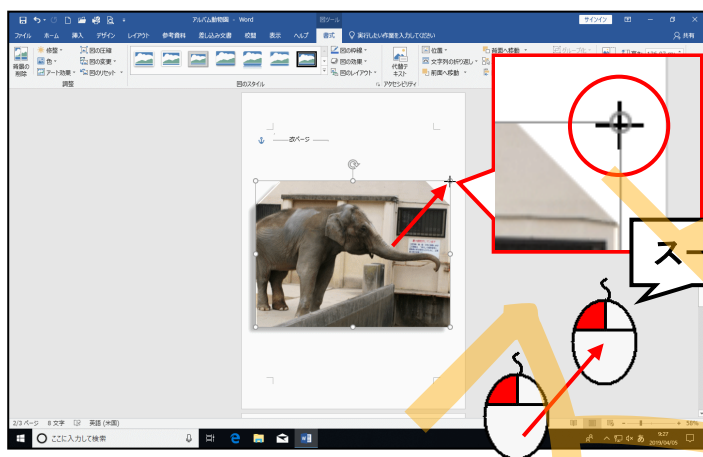 アルバム動物園 - Word
図ツール
サインイン
ファイル ホーム 挿入 デザイン レイアウト 参考資料 差し込み文書 校閲 表示 ヘルプ 書式 実行したい作業を入力してください
共有
背景の
削除
修整
色
アート効果
図の圧縮
図の変更
図のリセット
調整
図のスタイル
図の枠線
図の効果
図のレイアウト
代替テ
キスト
アクセシビリティ
位置
文字列の折り返し
前面へ移動
背面へ移動
グループ化
改ページ
スー
2/3 ページ 8 文字 英語 (米国)
58%
ここに入力して検索
あ
9:27
2019/04/05